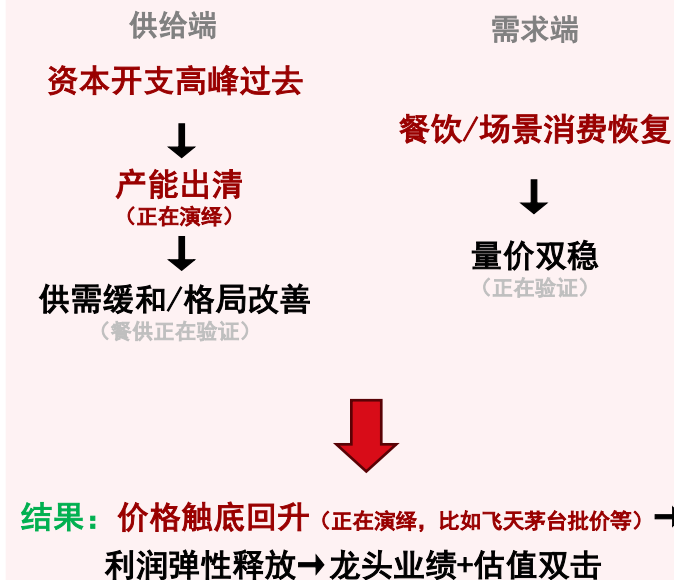 供给端
资本开支高峰过去
↓
产能出清
（正在演绎）
↓
供需缓和/格局改善
（餐供正在验证）
需求端
餐饮/场景消费恢复
↓
量价双稳
（正在验证）
结果：价格触底回升（正在演绎，比如飞天茅台批价等）→
利润弹性释放→龙头业绩+估值双击